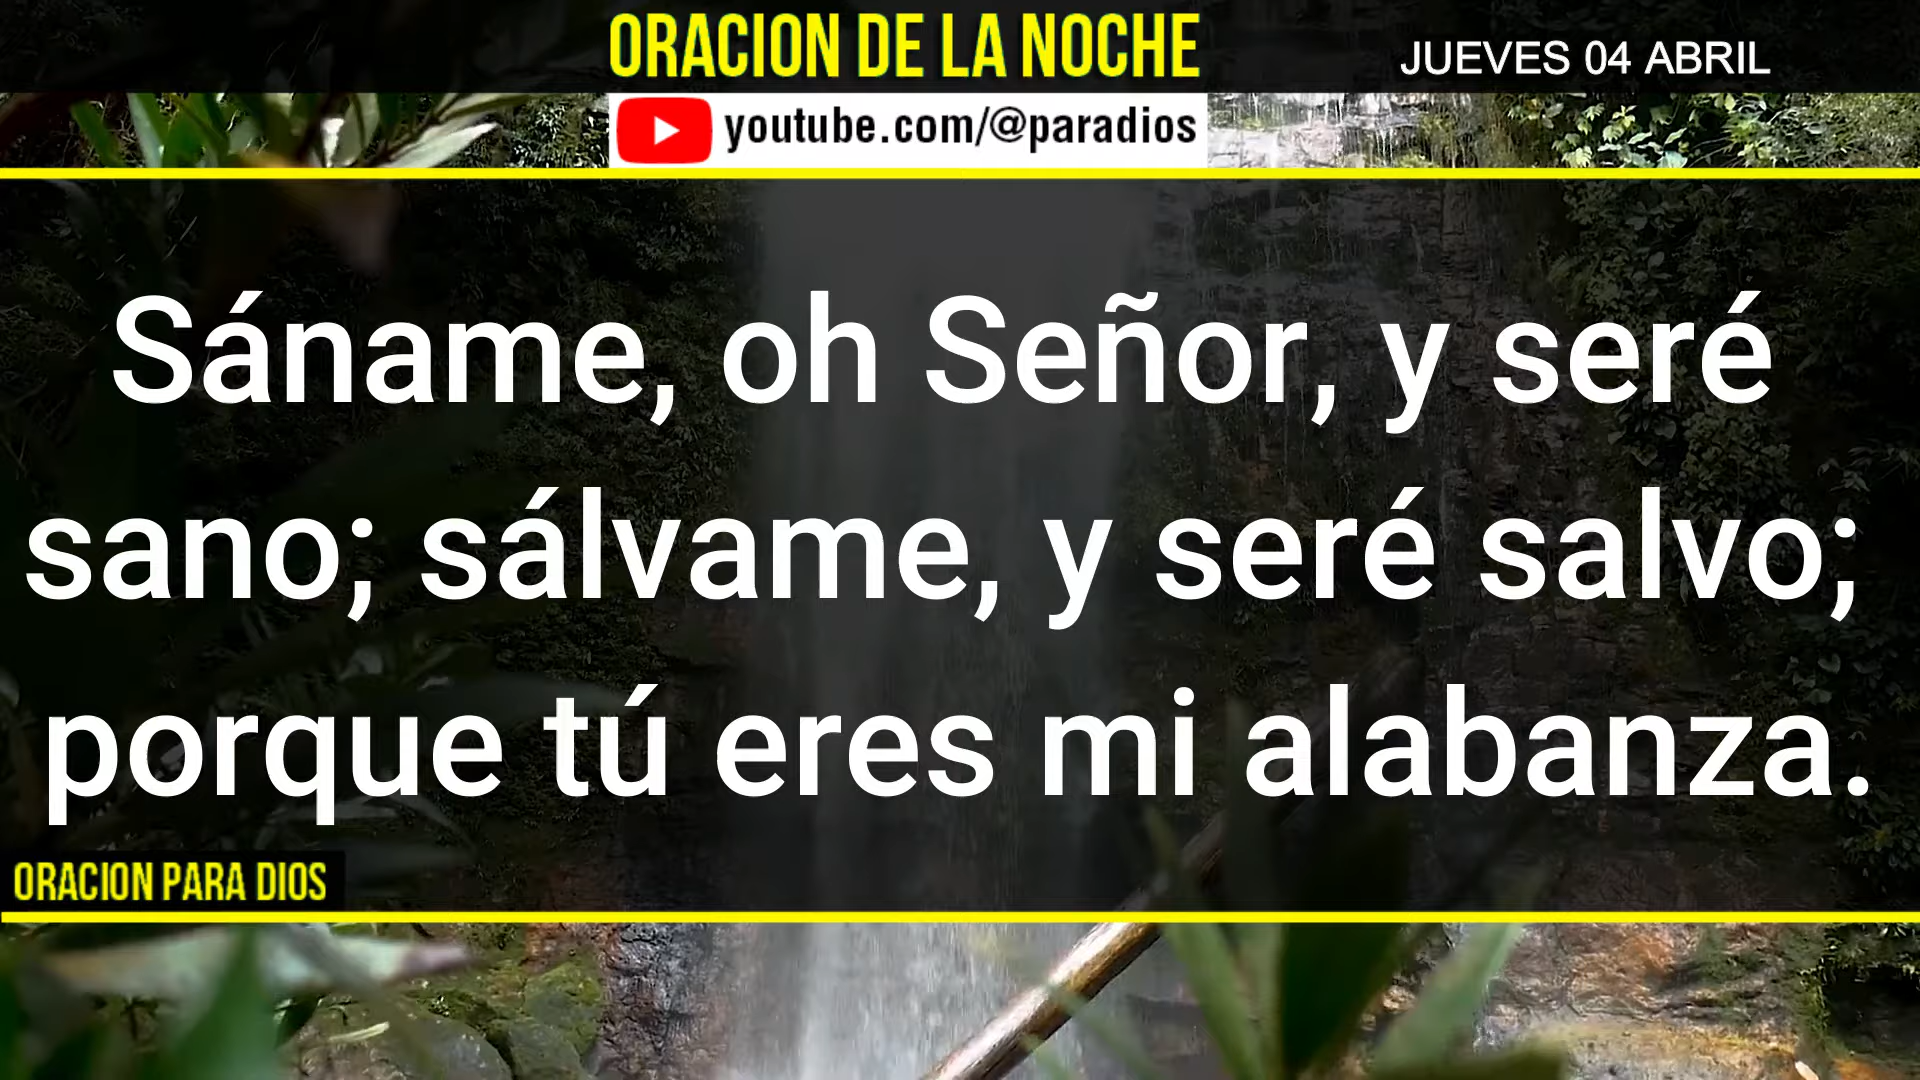 ORACION DE LA NOCHE
JUEVES 04 ABRIL
youtube.com/@paradios
Sáname, oh Señor, y seré
sano; sálvame, y seré salvo;
porque tú eres mi alabanza.
ORACION PARA DIOS